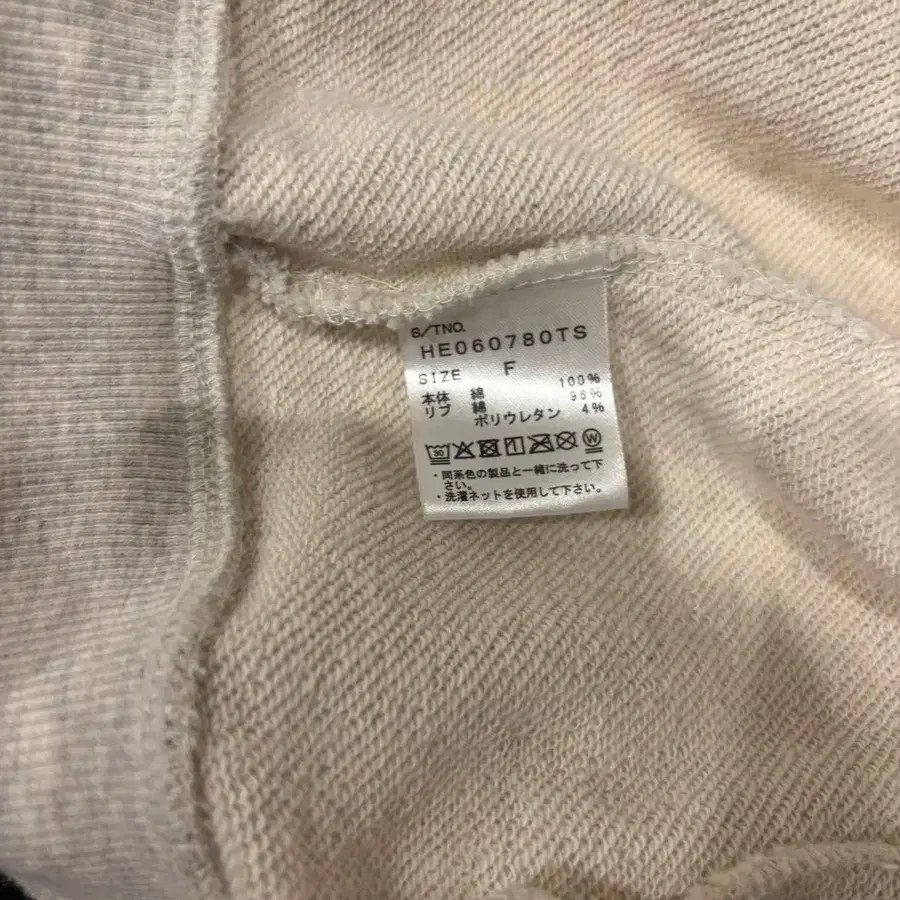 S/TNO.
HE060780TS
SIZE F
本体 綿 100%
リブ 綿 96%
ポリウレタン 4%
30 W
・同系色の製品と一緒に洗って下
さい。
・洗濯ネットを使用して下さい。